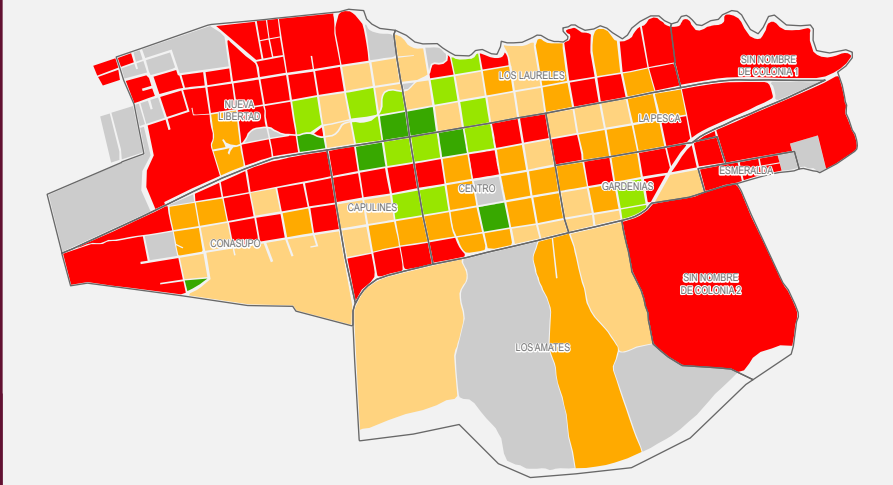 SIN NOMBRE
DE COLONIA 1
LOS LAURELES
NUEVA
LIBERTAD
LA PESCA
ESMERALDA
CENTRO
GARDENIAS
CAPULINES
CONASUPO
SIN NOMBRE
DE COLONIA 2
LOS AMATES